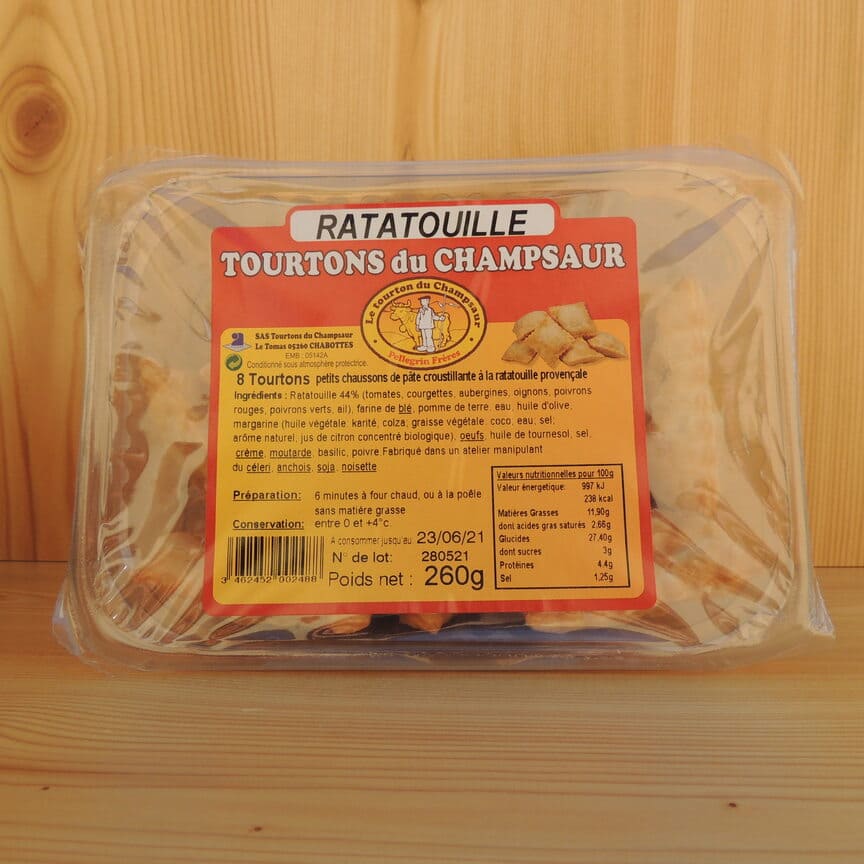 RATATOUILLE
TOURTONS du CHAMPSAUR
Le tourton du Champsaur
Pellegrin Frères
SAS Tourtons du Champsaur
Le Tomas 05260 CHABOTTES
EMB : 05142A
Conditionné sous atmosphère protectrice.
8 Tourtons petits chaussons de pâte croustillante à la ratatouille provençale
Ingrédients : Ratatouille 44% (tomates, courgettes, aubergines, oignons, poivrons
rouges, poivrons verts, ail), farine de blé, pomme de terre, eau, huile d'olive,
margarine (huile végétale: karité, colza; graisse végétale: coco; eau; sel;
arôme naturel, jus de citron concentré biologique), oeufs, huile de tournesol, sel,
crème, moutarde, basilic, poivre.Fabriqué dans un atelier manipulant
du céleri, anchois, soja, noisette
Préparation: 6 minutes à four chaud, ou à la poêle
sans matière grasse
Conservation: entre 0 et +4°c.
A consommer jusqu'au: 23/06/21
N° de lot: 280521
Poids net : 260g
3 462452 002488
Valeurs nutritionnelles pour 100g
Valeur énergetique: 997 kJ
238 kcal
Matières Grasses 11,90g
dont acides gras saturés 2,66g
Glucides 27,40g
dont sucres 3g
Protéines 4,4g
Sel 1,25g